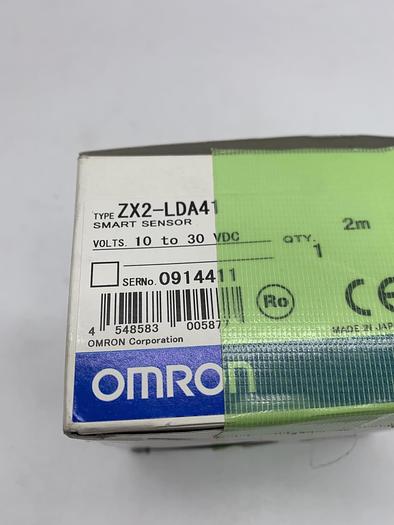 TYPE ZX2-LDA41
SMART SENSOR 2m
VOLTS. 10 to 30 VDC QTY. 1
SERNo. 0914411
Ro CE
4 548583 005877
MADE IN
OMRON Corporation
OMRON